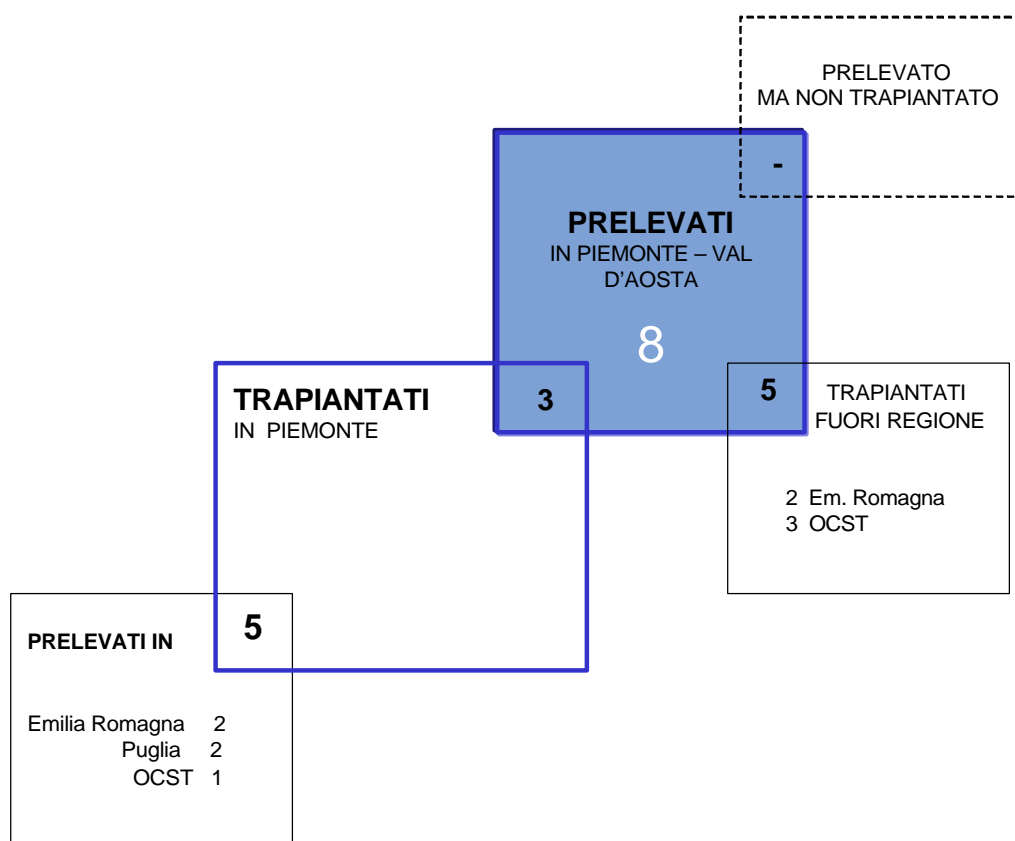 PRELEVATO
MA NON TRAPIANTATO
-
PRELEVATI
IN PIEMONTE – VAL
D'AOSTA
8
TRAPIANTATI
IN PIEMONTE
3
5
TRAPIANTATI
FUORI REGIONE
2 Em. Romagna
3 OCST
5
PRELEVATI IN
Emilia Romagna 2
Puglia 2
OCST 1